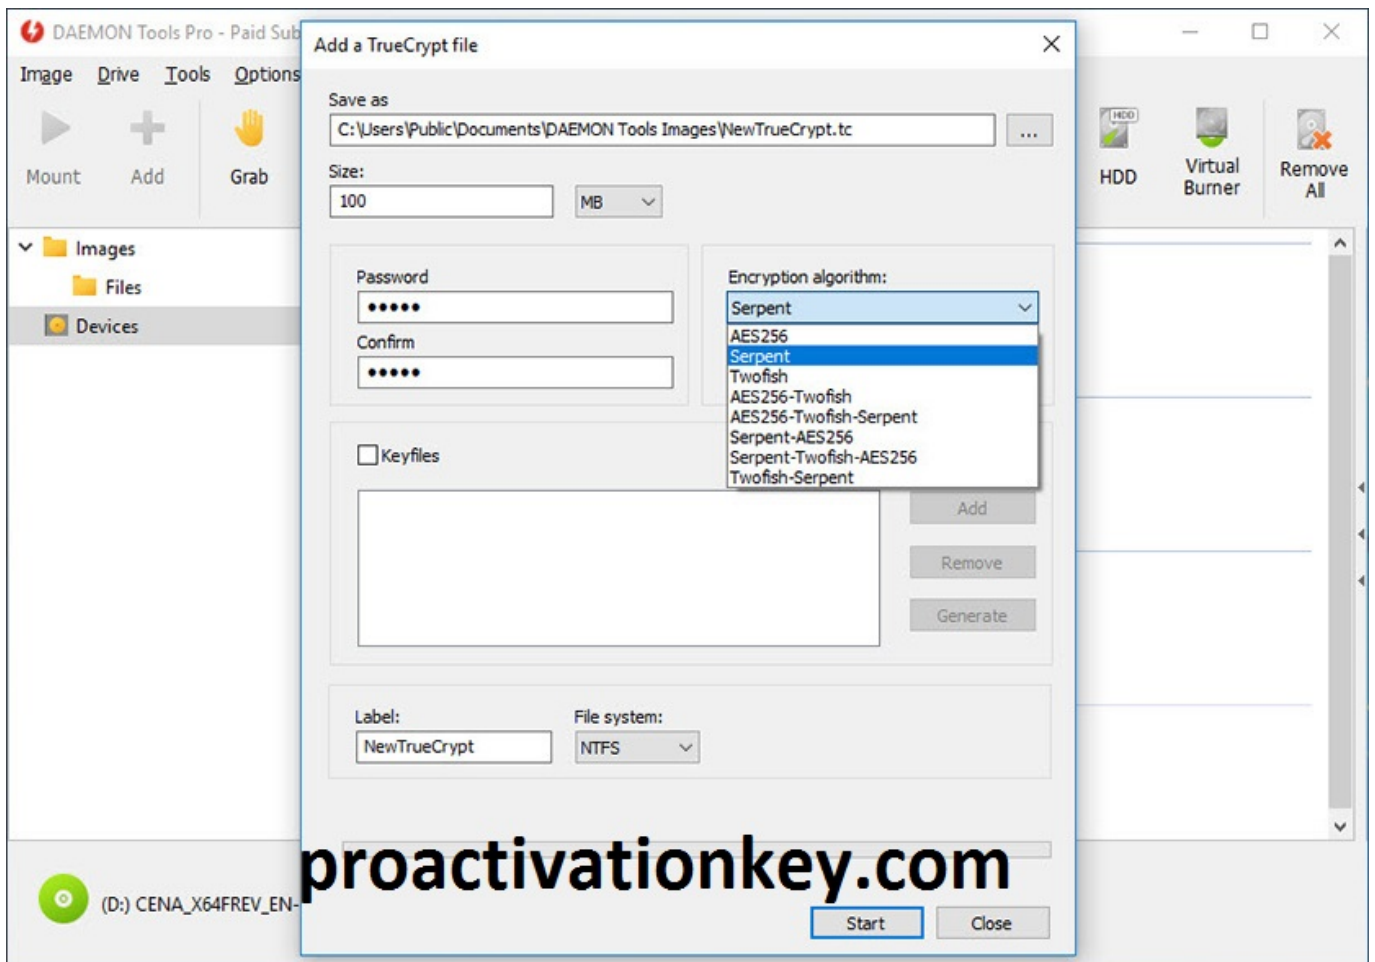 DAEMON Tools Pro - Paid Sub
Add a TrueCrypt file
Image Drive Tools Options
Mount
Add
Grab
HDD
HDD
Virtual
Burner
Remove
All
Images
Files
Devices
Save as
C:\Users\Public\Documents\DAEMON Tools Images\NewTrueCrypt.tc
...
Size:
100
MB
Password
•••••
Confirm
•••••
Encryption algorithm:
Serpent
AES256
Serpent
Twofish
AES256-Twofish
AES256-Twofish-Serpent
Serpent-AES256
Serpent-Twofish-AES256
Twofish-Serpent
Keyfiles
Add
Remove
Generate
Label:
NewTrueCrypt
File system:
NTFS
proactivationkey.com
(D:) CENA_X64FREV_EN-
Start
Close